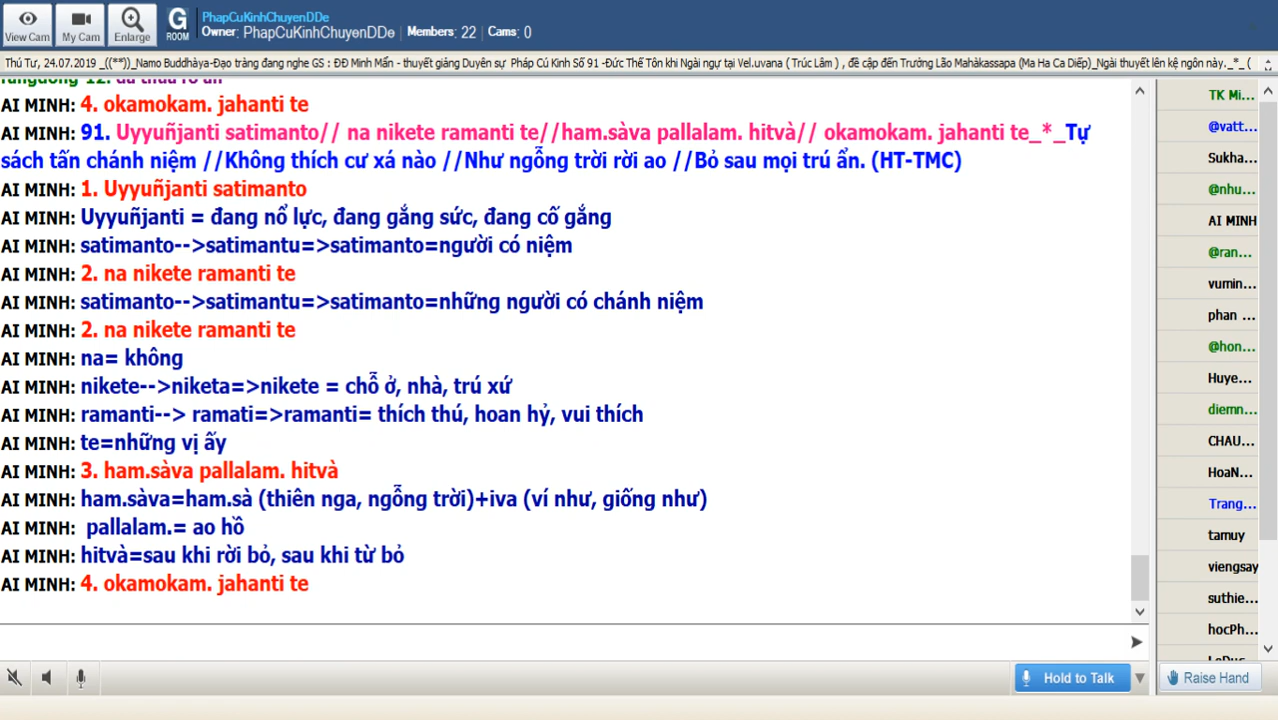 View Cam
My Cam
Enlarge
G ROOM
PhapCuKinhChuyenDDe
Owner: PhapCuKinhChuyenDDe Members: 22 Cams: 0
Thứ Tư, 24.07.2019 _((**))_Namo Buddhàya-Đạo tràng đang nghe GS : ĐĐ Minh Mẫn - thuyết giảng Duyên sự Pháp Cú Kinh Số 91 -Đức Thế Tôn khi Ngài ngự tại Vel.uvana ( Trúc Lâm ) , đề cập đến Trưởng Lão Mahàkassapa (Ma Ha Ca Diếp)_Ngài thuyết lên kệ ngôn này._*_ (
AI MINH: 4. okamokam. jahanti te
AI MINH: 91. Uyyuñjanti satimanto// na nikete ramanti te//ham.sàva pallalam. hitvà// okamokam. jahanti te_*_Tự
sách tấn chánh niệm //Không thích cư xá nào //Như ngỗng trời rời ao //Bỏ sau mọi trú ẩn. (HT-TMC)
AI MINH: 1. Uyyuñjanti satimanto
AI MINH: Uyyuñjanti = đang nổ lực, đang gắng sức, đang cố gắng
AI MINH: satimanto-->satimantu=>satimanto=người có niệm
AI MINH: 2. na nikete ramanti te
AI MINH: satimanto-->satimantu=>satimanto=những người có chánh niệm
AI MINH: 2. na nikete ramanti te
AI MINH: na= không
AI MINH: nikete-->niketa=>nikete = chỗ ở, nhà, trú xứ
AI MINH: ramanti--> ramati=>ramanti= thích thú, hoan hỷ, vui thích
AI MINH: te=những vị ấy
AI MINH: 3. ham.sàva pallalam. hitvà
AI MINH: ham.sàva=ham.sà (thiên nga, ngỗng trời)+iva (ví như, giống như)
AI MINH: pallalam.= ao hồ
AI MINH: hitvà=sau khi rời bỏ, sau khi từ bỏ
AI MINH: 4. okamokam. jahanti te
TK Mi...
@vatt...
Sukha...
@nhu...
AI MINH
@ran...
vumin...
phan ...
@hon...
Huye...
diemn...
CHAU...
HoaN...
Trang...
tamuy
viengsay
suthie...
hocPh...
Hold to Talk
Raise Hand